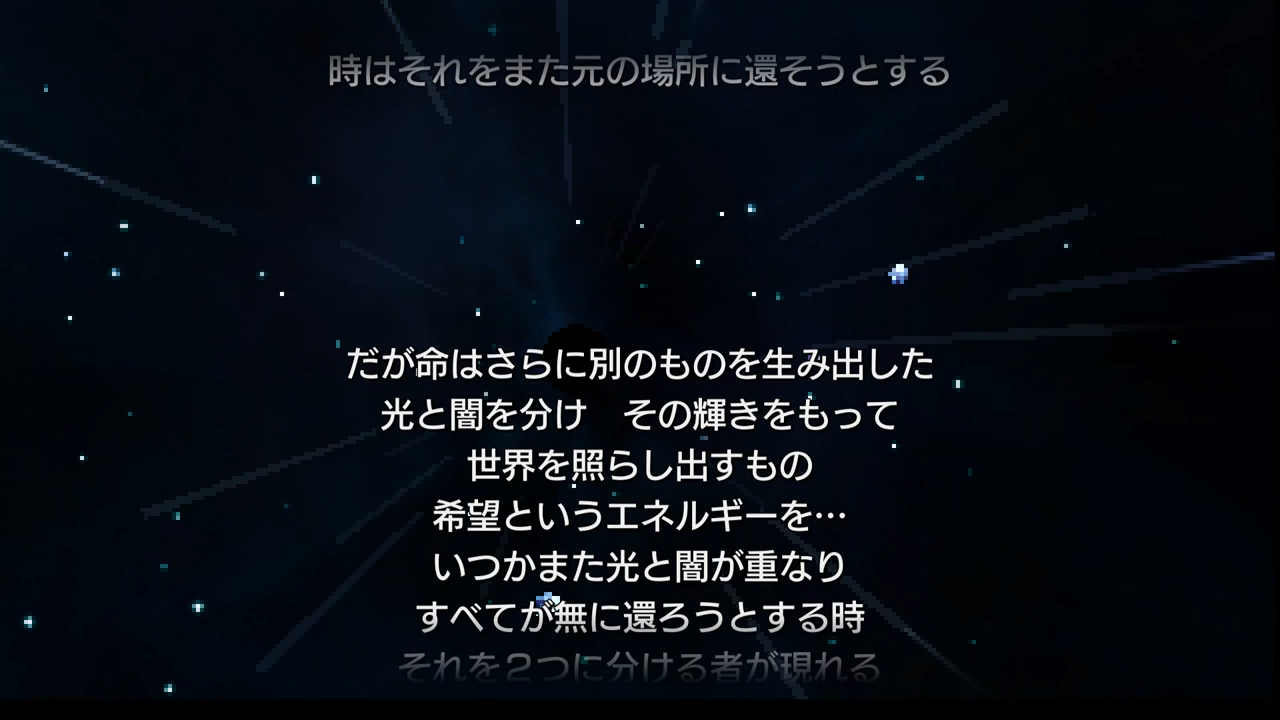 時はそれをまた元の場所に還そうとする
だが命はさらに別のものを生み出した
光と闇を分け　その輝きをもって
世界を照らし出すもの
希望というエネルギーを…
いつかまた光と闇が重なり
すべてが無に還ろうとする時
それを２つに分ける者が現れる